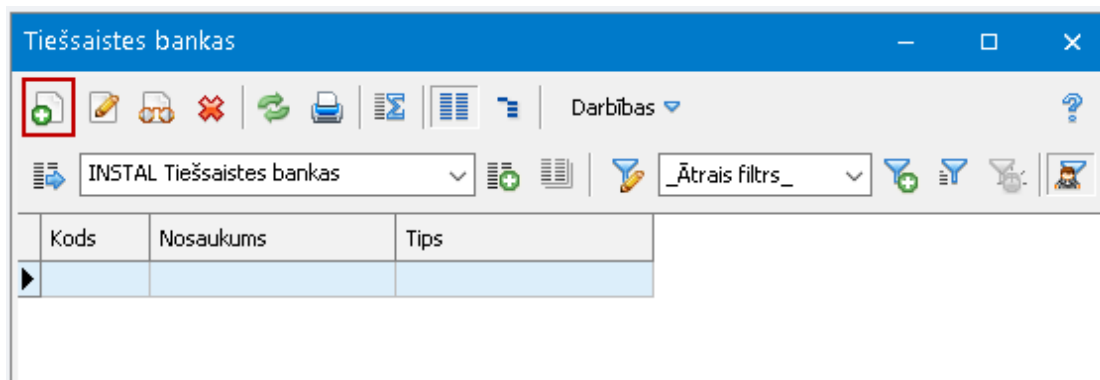 Tiešsaistes bankas
Darbības
INSTAL Tiešsaistes bankas _Ātrais filtrs_
Kods Nosaukums Tips